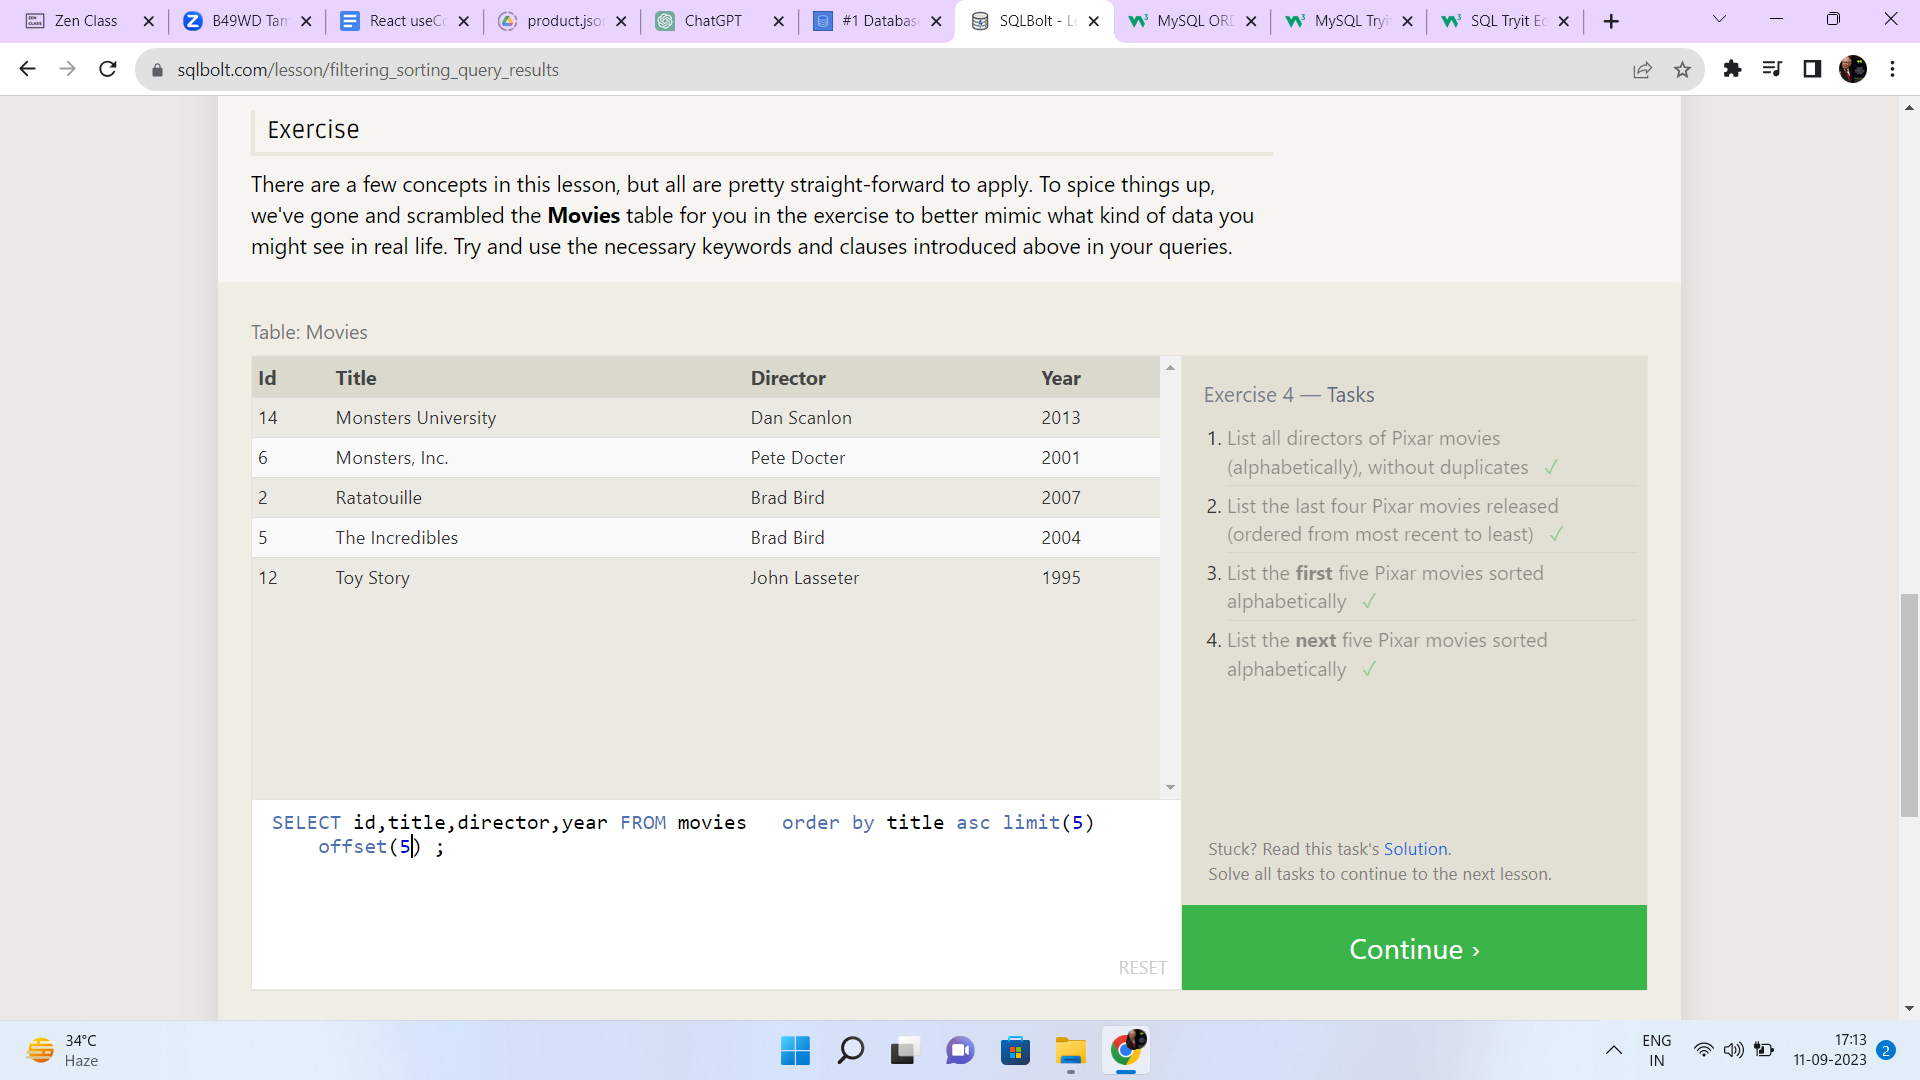 Zen Class
B49WD Tam
React useCo
product.json
ChatGPT
#1 Database
SQLBolt - Le
MySQL ORD
MySQL Tryit
SQL Tryit Ed
sqlbolt.com/lesson/filtering_sorting_query_results
Exercise
There are a few concepts in this lesson, but all are pretty straight-forward to apply. To spice things up,
we've gone and scrambled the Movies table for you in the exercise to better mimic what kind of data you
might see in real life. Try and use the necessary keywords and clauses introduced above in your queries.
Table: Movies
Id Title Director Year
14 Monsters University Dan Scanlon 2013
6 Monsters, Inc. Pete Docter 2001
2 Ratatouille Brad Bird 2007
5 The Incredibles Brad Bird 2004
12 Toy Story John Lasseter 1995
Exercise 4 — Tasks
1. List all directors of Pixar movies
(alphabetically), without duplicates ✓
2. List the last four Pixar movies released
(ordered from most recent to least) ✓
3. List the first five Pixar movies sorted
alphabetically ✓
4. List the next five Pixar movies sorted
alphabetically ✓
SELECT id,title,director,year FROM movies order by title asc limit(5)
offset(5) ;
RESET
Stuck? Read this task's Solution.
Solve all tasks to continue to the next lesson.
Continue ›
34°C
Haze
ENG
IN
17:13
11-09-2023
2